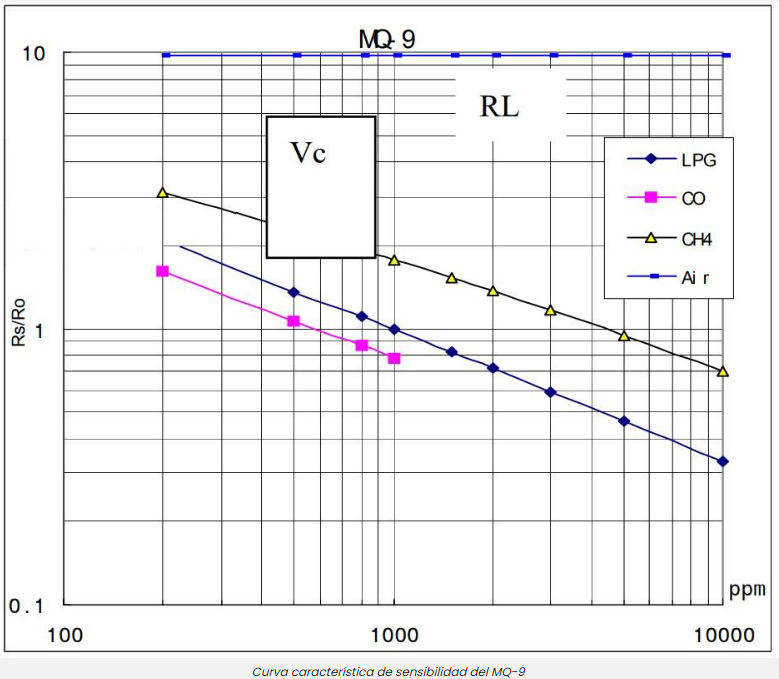 MQ-9
10
RL
Vc
LPG
CO
CH4
Air
Rs/Ro
1
0.1
ppm
100 1000 10000
Curva característica de sensibilidad del MQ-9